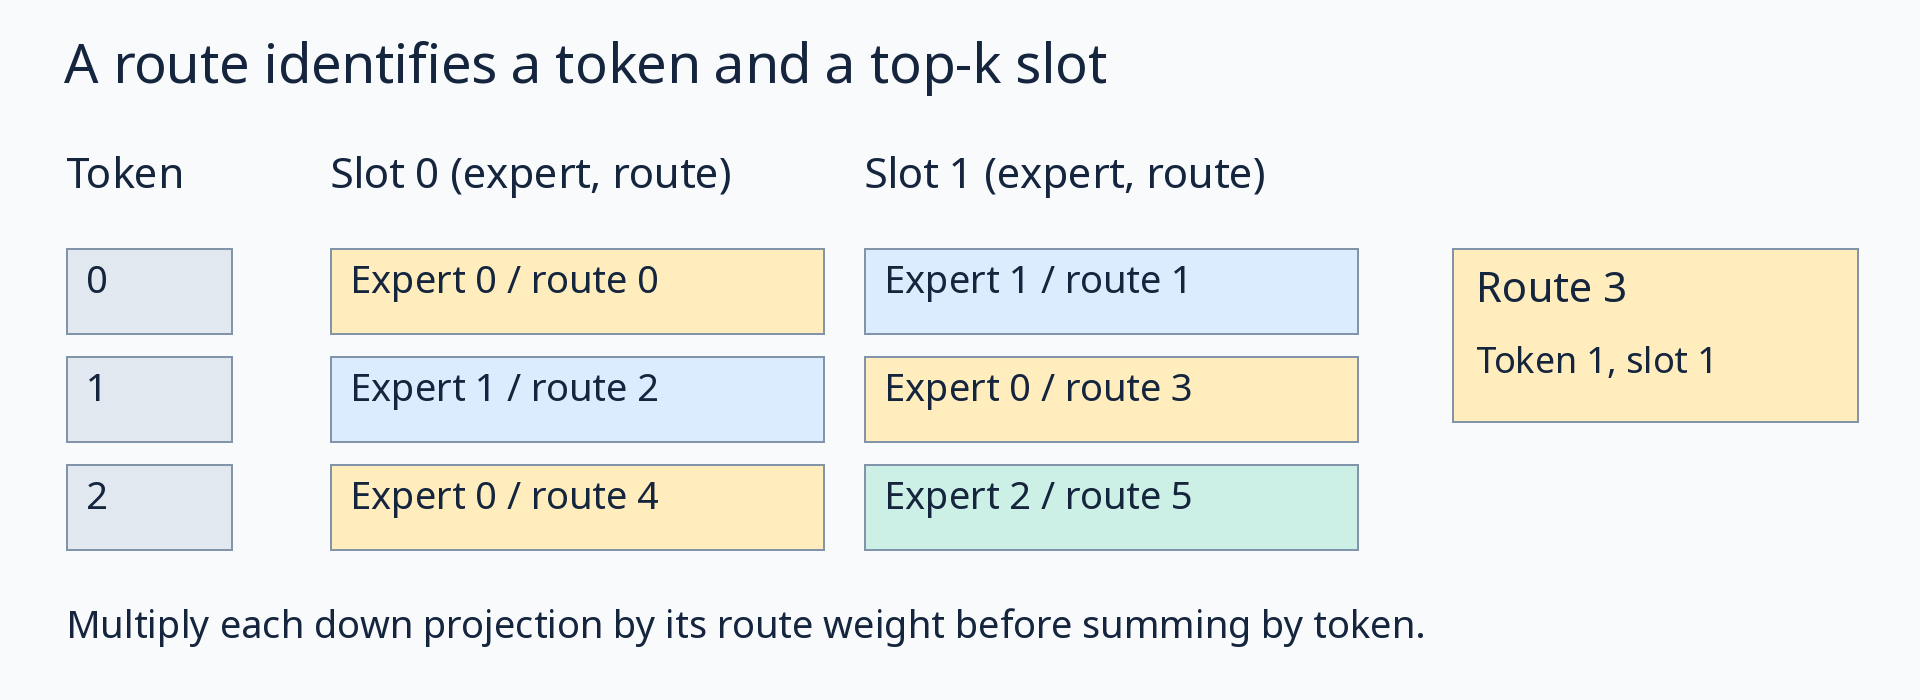 A route identifies a token and a top-k slot
Token
Slot 0 (expert, route)
Slot 1 (expert, route)
0
Expert 0 / route 0
Expert 1 / route 1
1
Expert 1 / route 2
Expert 0 / route 3
2
Expert 0 / route 4
Expert 2 / route 5
Route 3
Token 1, slot 1
Multiply each down projection by its route weight before summing by token.